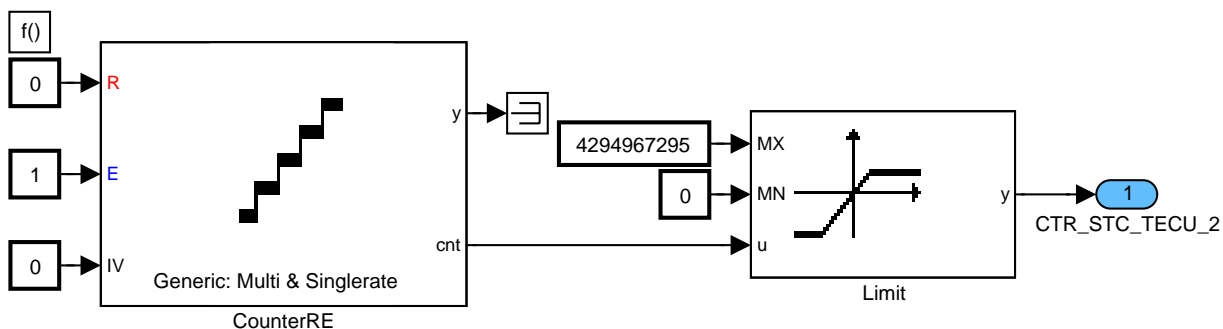 f()
0
R
1
E
0
IV
y
cnt
Generic: Multi & Singlerate
CounterRE
4294967295
MX
0
MN
u
y
Limit
1
CTR_STC_TECU_2